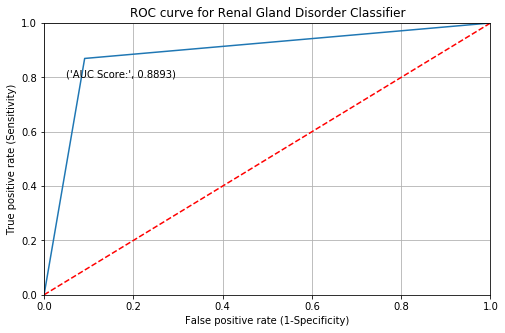 ROC curve for Renal Gland Disorder Classifier
1.0
0.8
0.6
0.4
0.2
0.0
True positive rate (Sensitivity)
('AUC Score:', 0.8893)
0.0 0.2 0.4 0.6 0.8 1.0
False positive rate (1-Specificity)